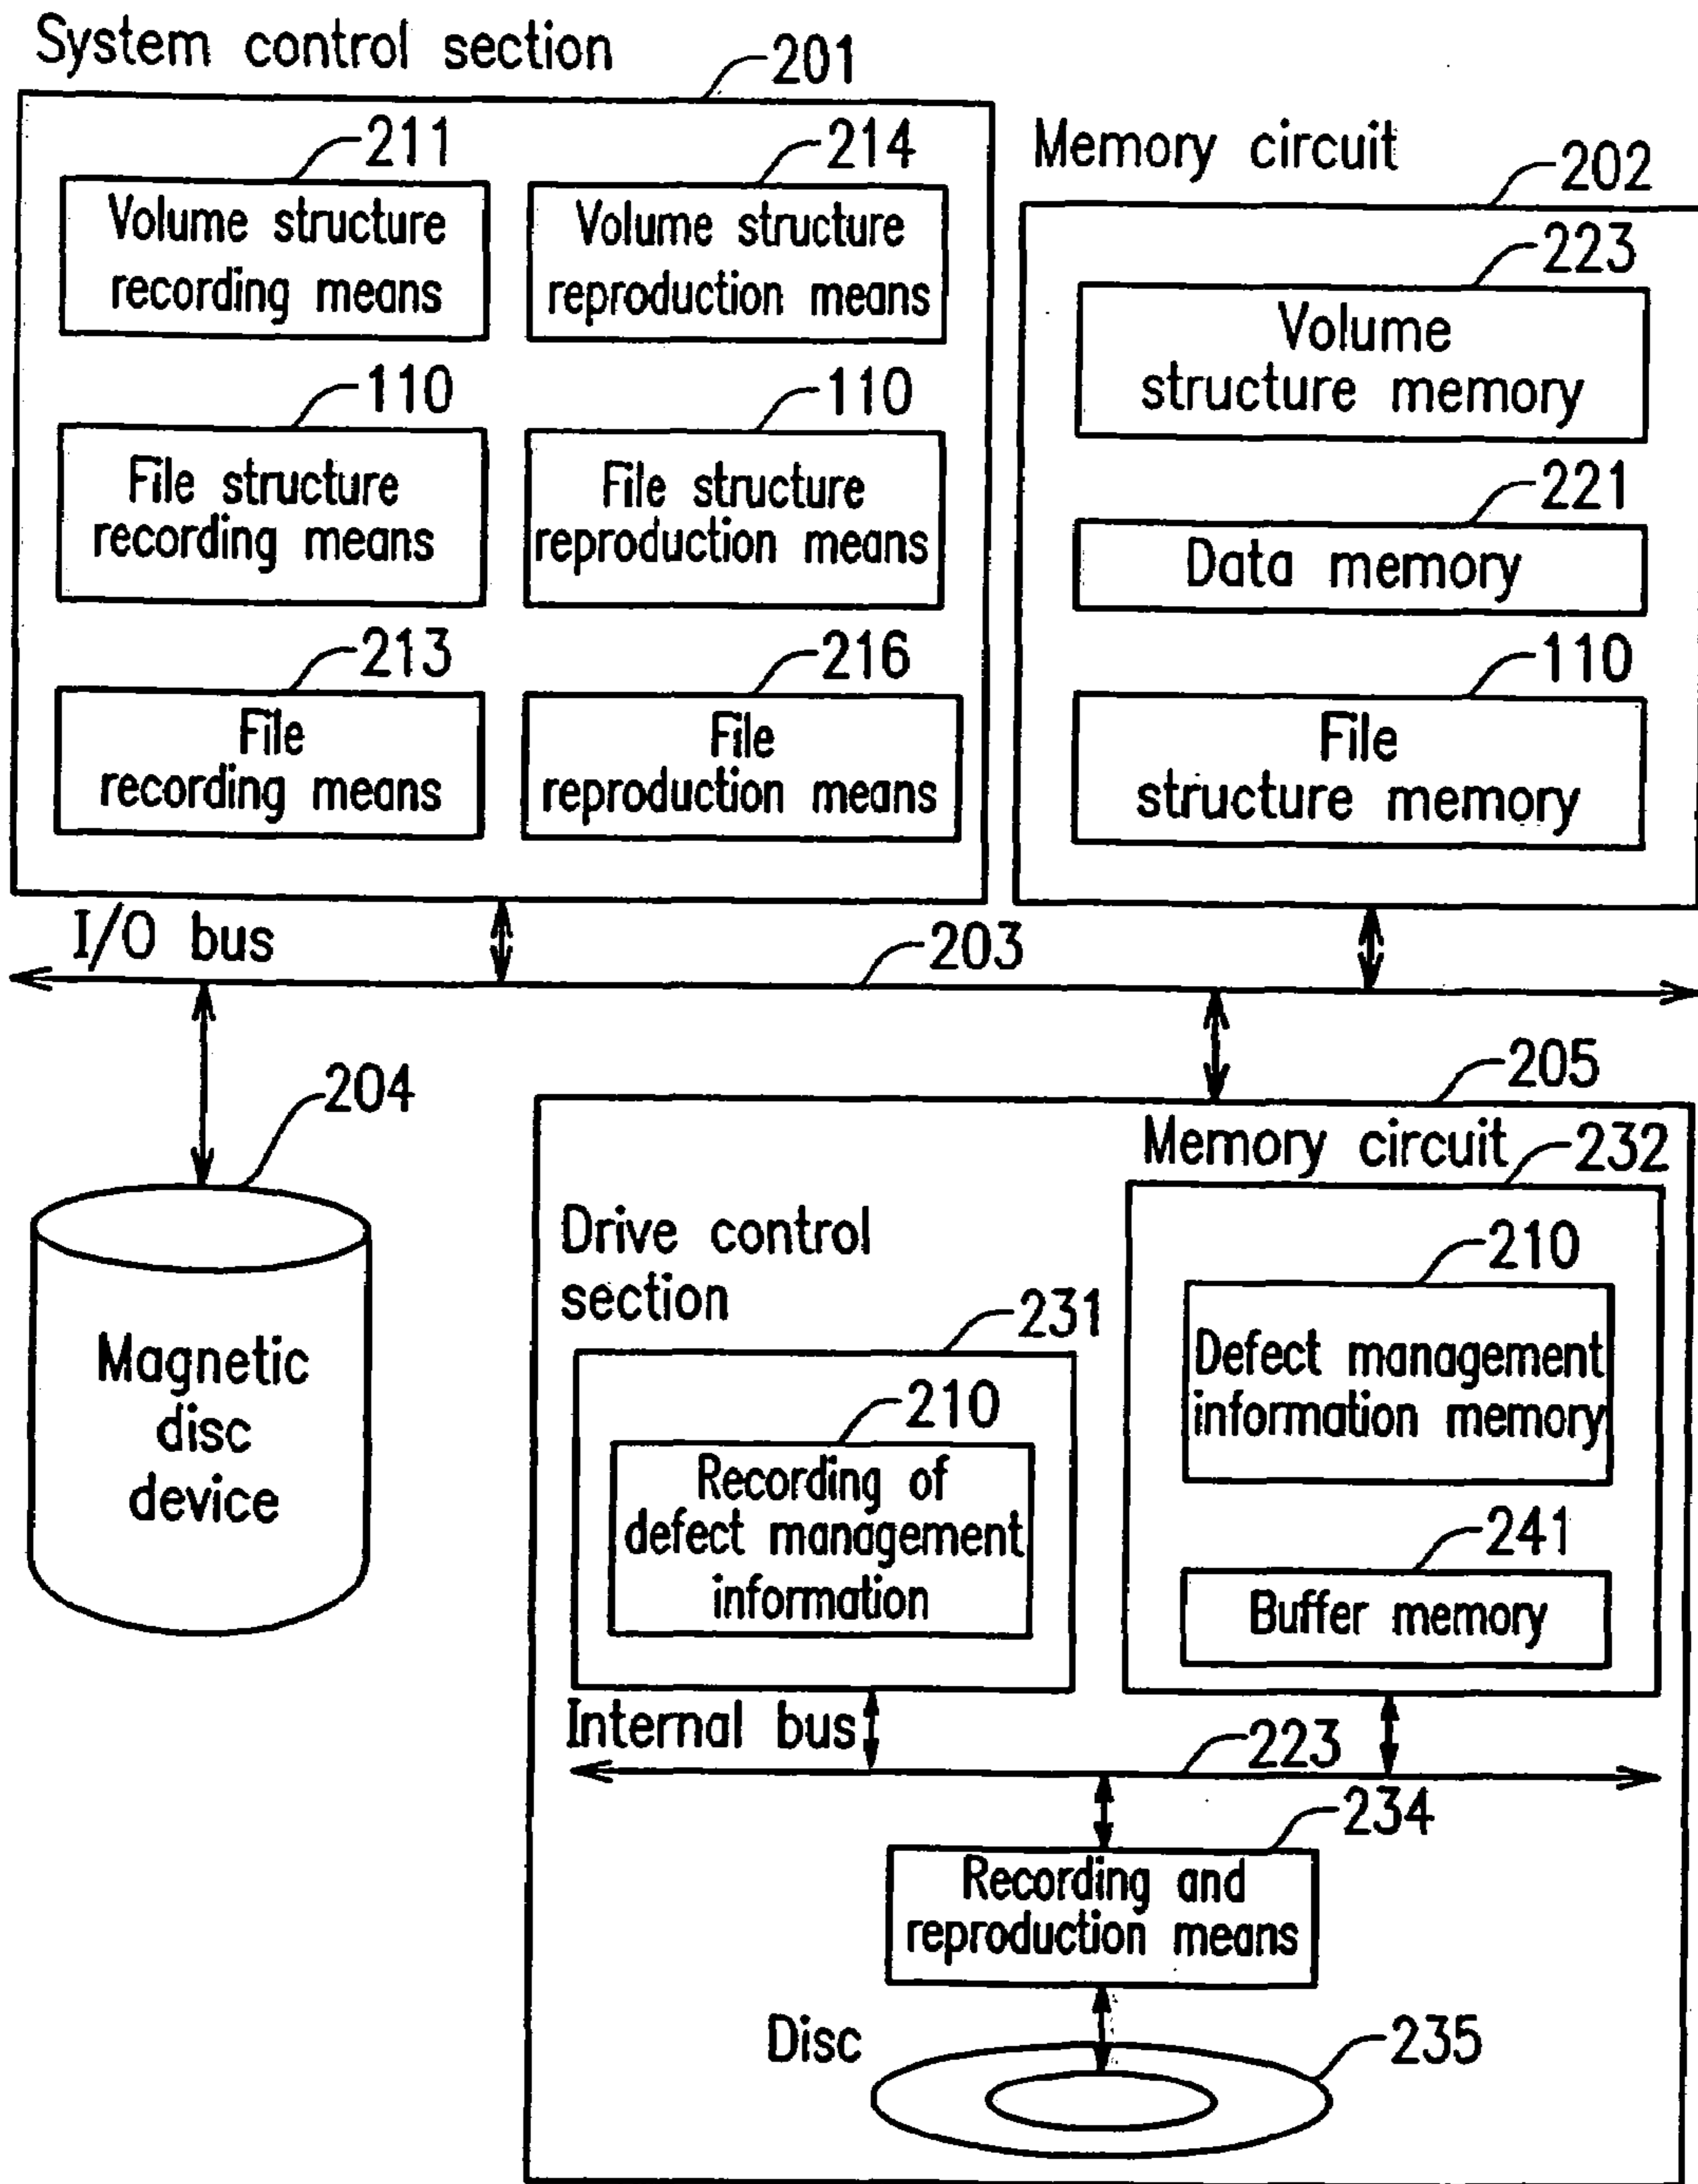 System control section
201
211
Volume structure
recording means
214
Volume structure
reproduction means
110
File structure
recording means
110
File structure
reproduction means
213
File
recording means
216
File
reproduction means
Memory circuit
202
223
Volume
structure memory
221
Data memory
110
File
structure memory
I/O bus
203
204
Magnetic
disc
device
205
Drive control
section
231
210
Recording of
defect management
information
Memory circuit
232
210
Defect management
information memory
241
Buffer memory
Internal bus
223
234
Recording and
reproduction means
Disc
235